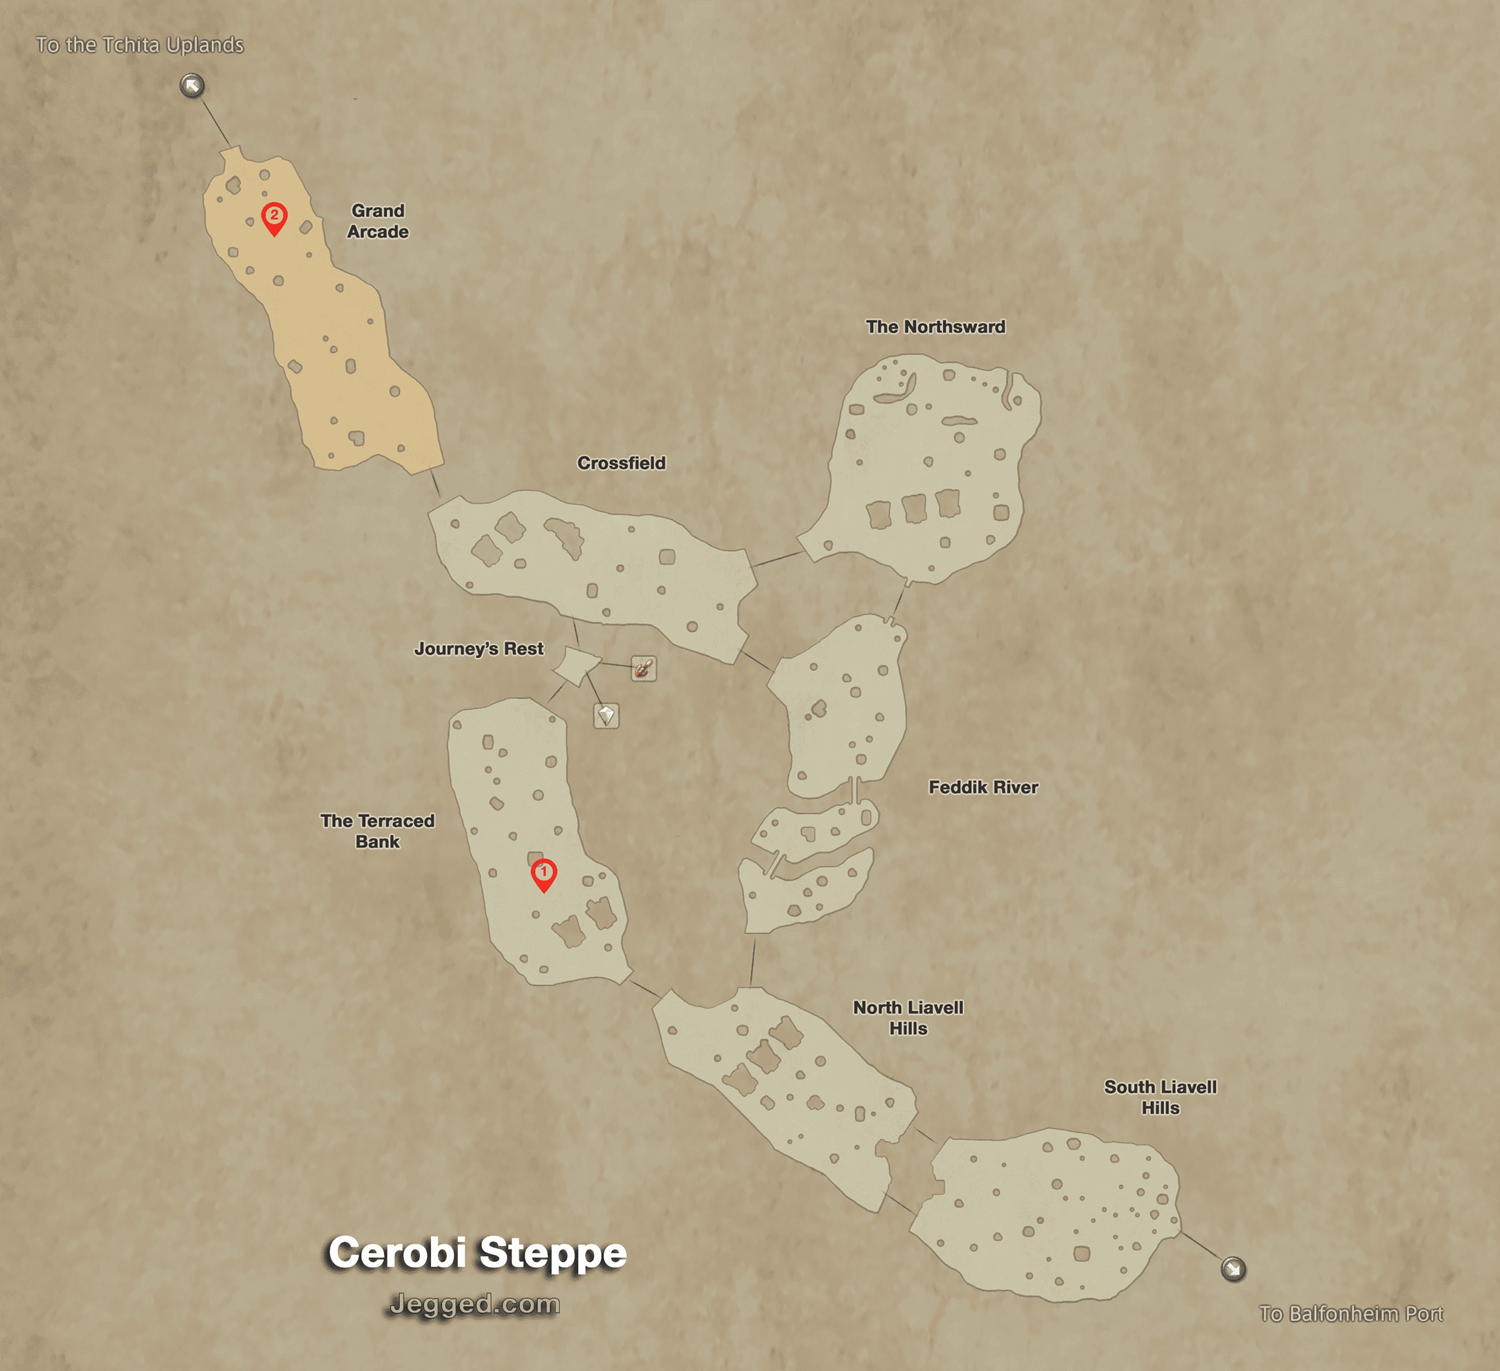 To the Tchita Uplands
Grand
Arcade
2
The Northsward
Crossfield
Journey's Rest
Feddik River
The Terraced
Bank
1
North Liavell
Hills
South Liavell
Hills
Cerobi Steppe
Jegged.com
To Balfonheim Port